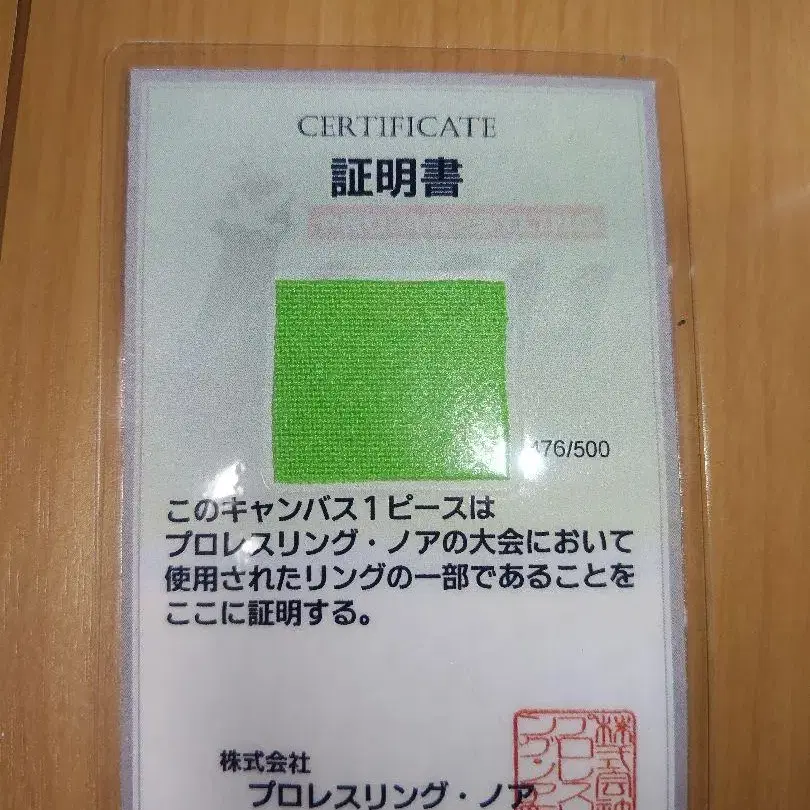 CERTIFICATE
証明書
476/500
このキャンバス1ピースは
プロレスリング・ノアの大会において
使用されたリングの一部であることを
ここに証明する。
株式会社
プロレスリング・ノア